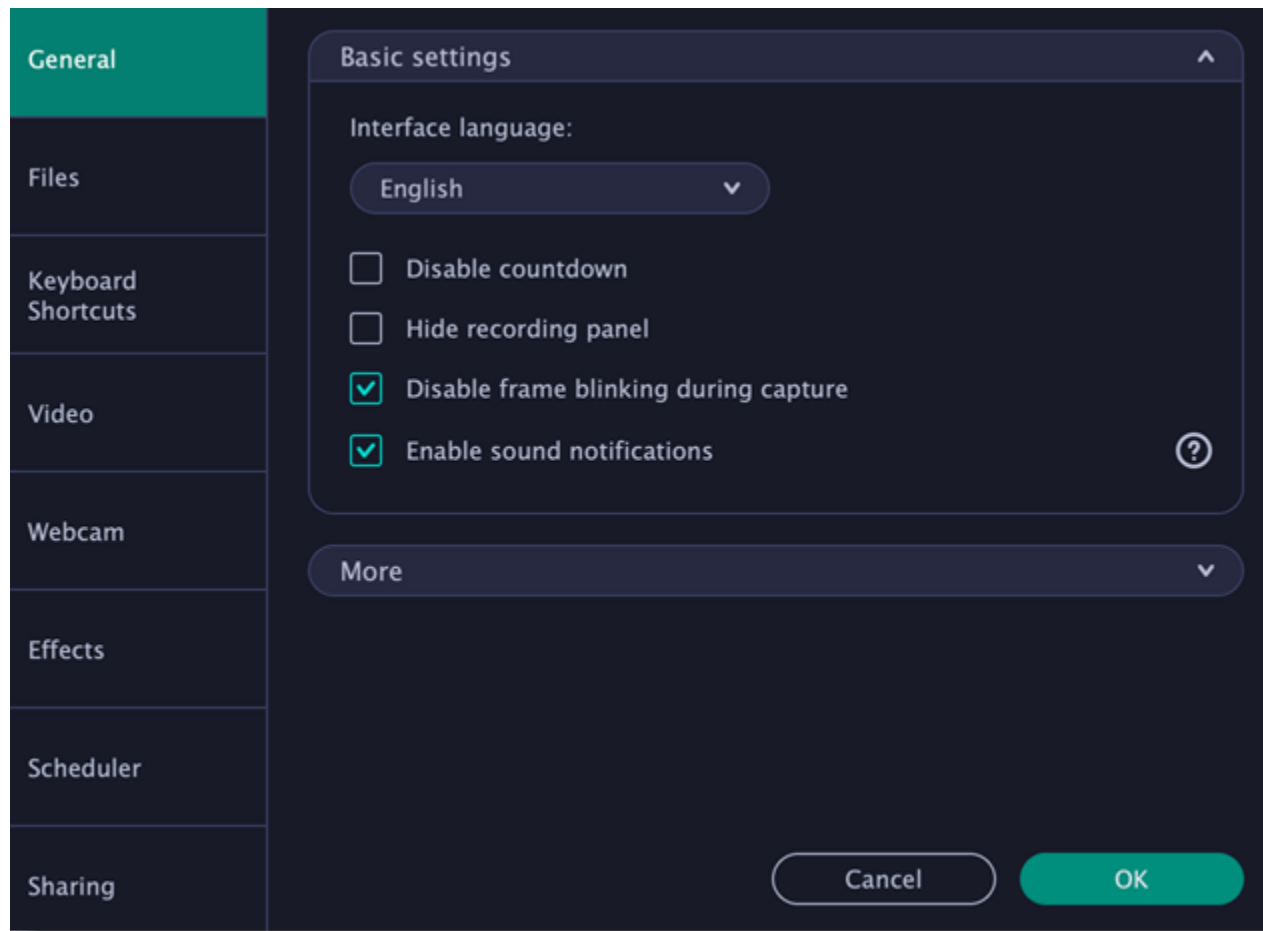 General
Files
Keyboard
Shortcuts
Video
Webcam
Effects
Scheduler
Sharing
Basic settings
Interface language:
English
Disable countdown
Hide recording panel
Disable frame blinking during capture
Enable sound notifications
?
More
Cancel
OK